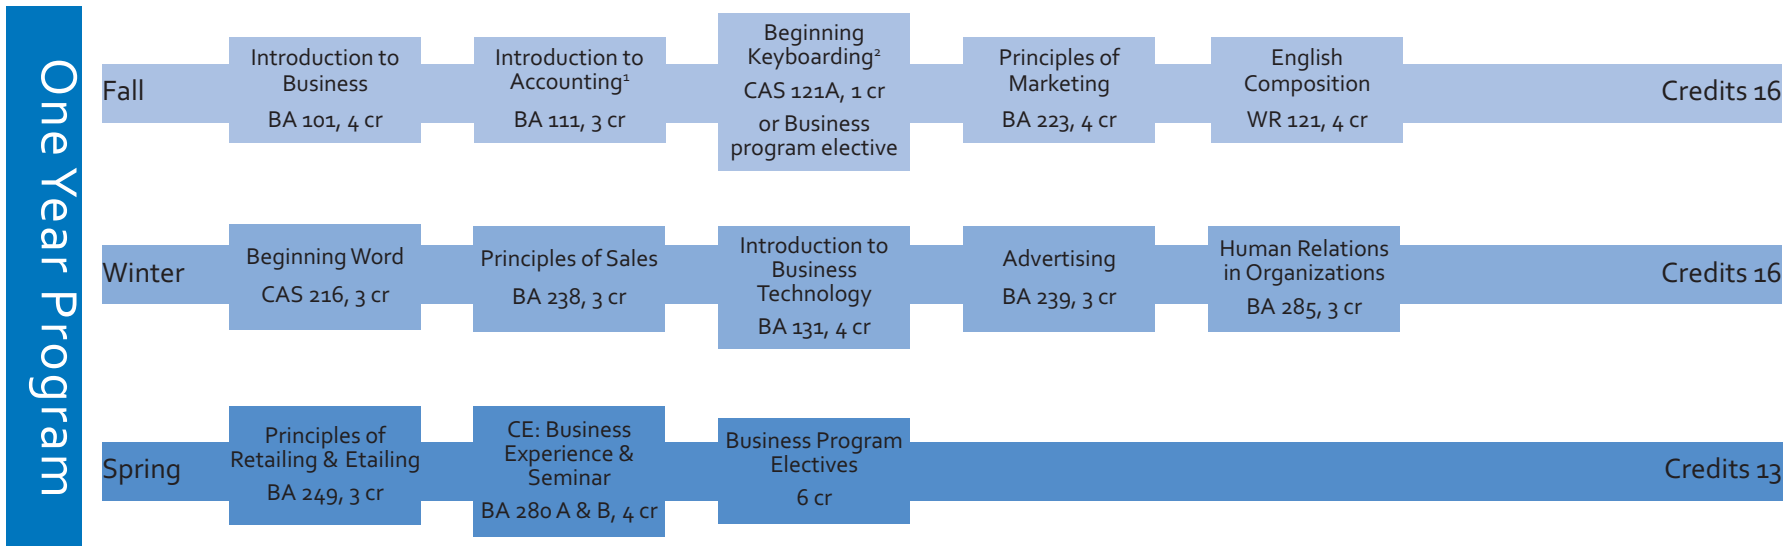 One Year Program
Fall
Introduction to
Business
BA 101, 4 cr
Introduction to
Accounting¹
BA 111, 3 cr
Beginning
Keyboarding²
CAS 121A, 1 cr
or Business
program elective
Principles of
Marketing
BA 223, 4 cr
English
Composition
WR 121, 4 cr
Credits 16
Winter
Beginning Word
CAS 216, 3 cr
Principles of Sales
BA 238, 3 cr
Introduction to
Business
Technology
BA 131, 4 cr
Advertising
BA 239, 3 cr
Human Relations
in Organizations
BA 285, 3 cr
Credits 16
Spring
Principles of
Retailing & Etailing
BA 249, 3 cr
CE: Business
Experience &
Seminar
BA 280 A & B, 4 cr
Business Program
Electives
6 cr
Credits 13